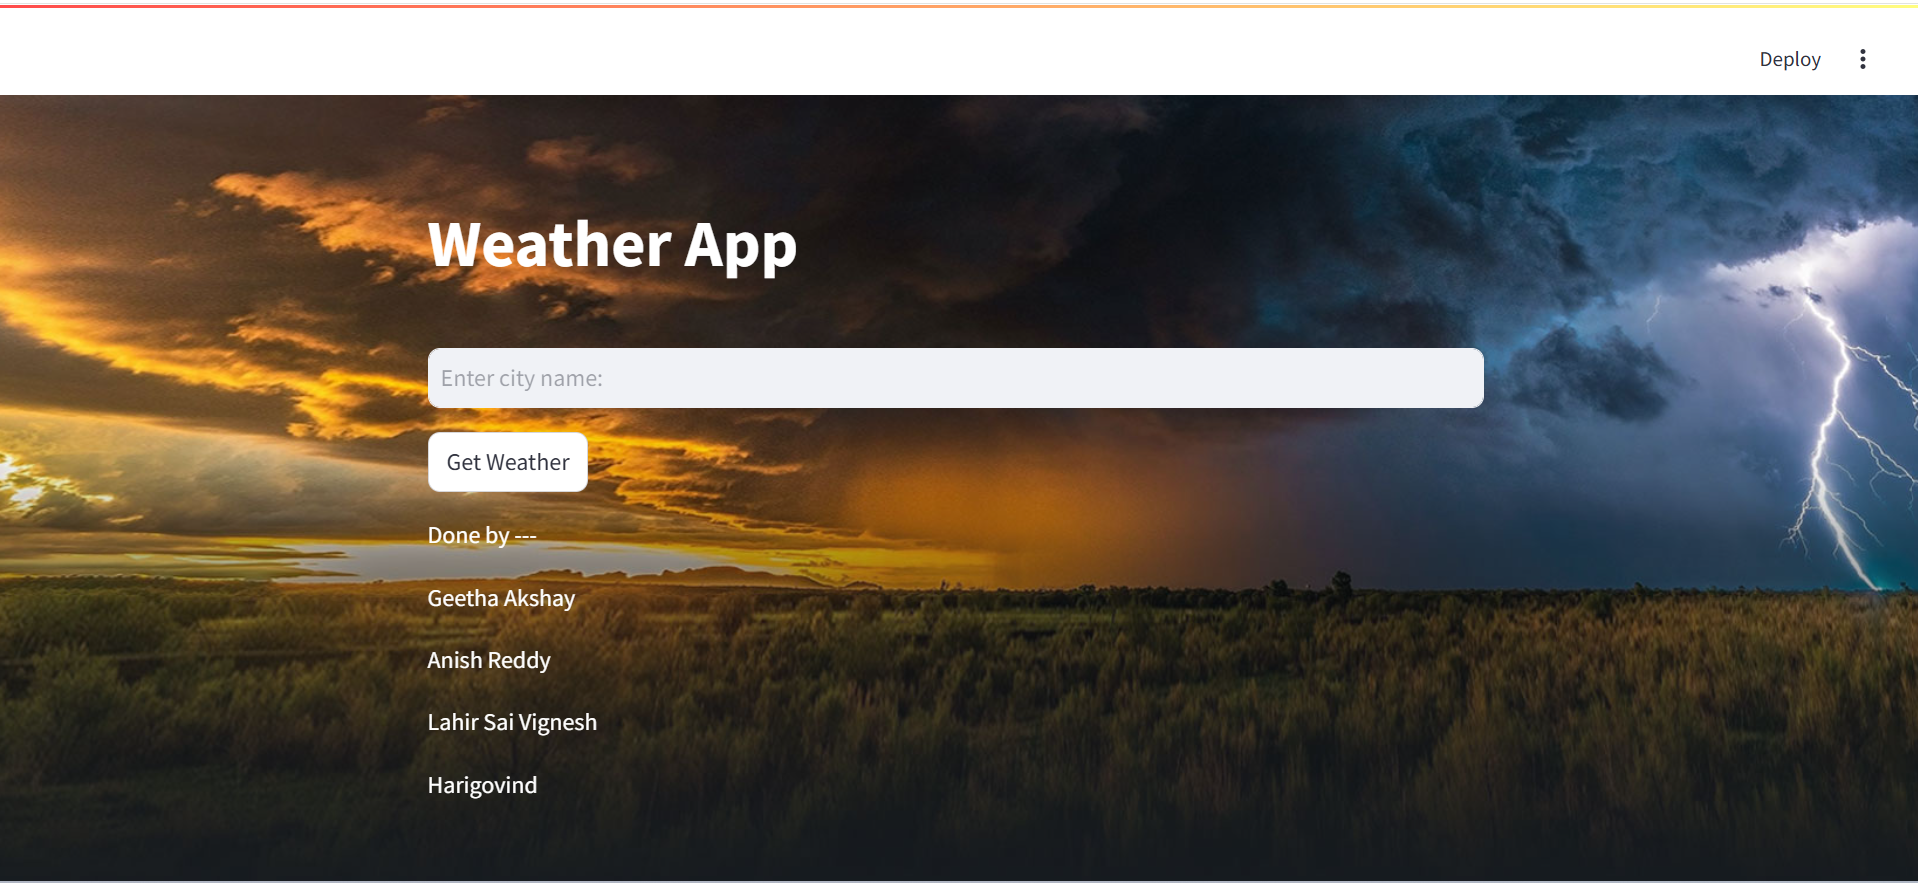 Deploy
Weather App
Enter city name:
Get Weather
Done by ---
Geetha Akshay
Anish Reddy
Lahir Sai Vignesh
Harigovind